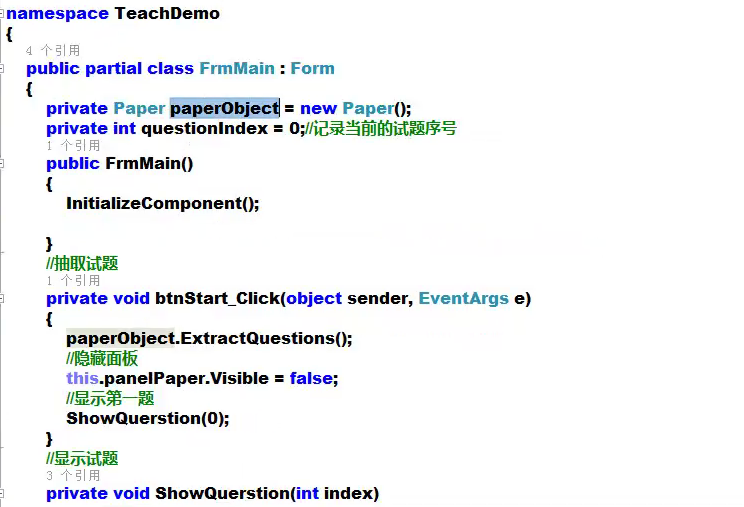 namespace TeachDemo
{
4 个引用
public partial class FrmMain : Form
{
private Paper paperObject = new Paper();
private int questionIndex = 0;//记录当前的试题序号
1 个引用
public FrmMain()
{
InitializeComponent();
}
//抽取试题
1 个引用
private void btnStart_Click(object sender, EventArgs e)
{
paperObject.ExtractQuestions();
//隐藏面板
this.panelPaper.Visible = false;
//显示第一题
ShowQuerstion(0);
}
//显示试题
3 个引用
private void ShowQuerstion(int index)